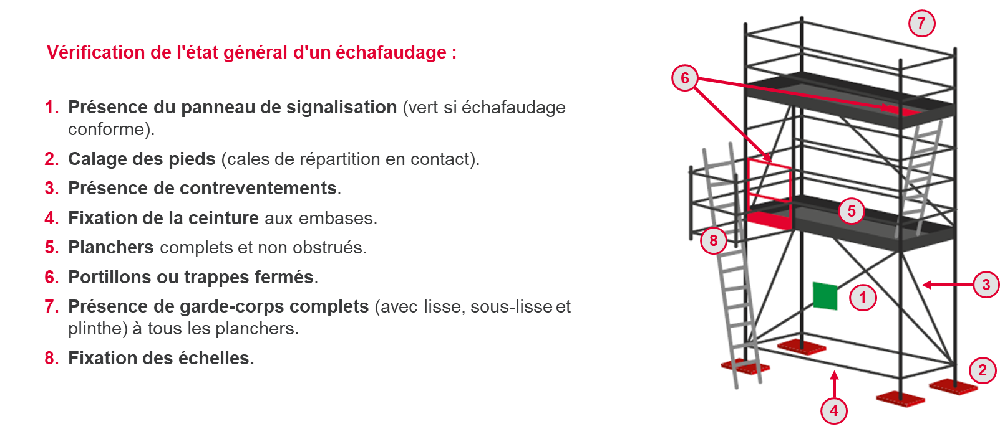 Vérification de l'état général d'un échafaudage :
1. Présence du panneau de signalisation (vert si échafaudage
conforme).
2. Calage des pieds (cales de répartition en contact).
3. Présence de contreventements.
4. Fixation de la ceinture aux embases.
5. Planchers complets et non obstrués.
6. Portillons ou trappes fermés.
7. Présence de garde-corps complets (avec lisse, sous-lisse et
plinthe) à tous les planchers.
8. Fixation des échelles.
7
6
5
8
1
3
2
4